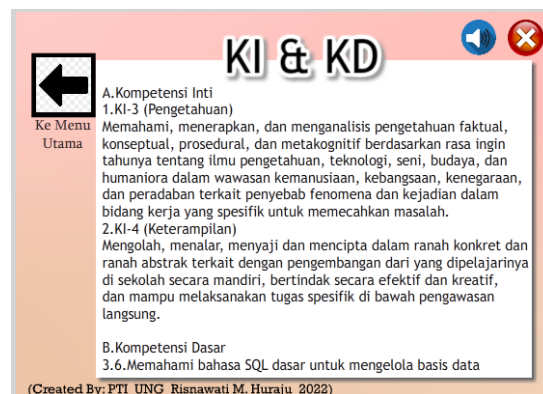 KI & KD
Ke Menu
Utama
A.Kompetensi Inti
1.KI-3 (Pengetahuan)
Memahami, menerapkan, dan menganalisis pengetahuan faktual,
konseptual, prosedural, dan metakognitif berdasarkan rasa ingin
tahunya tentang ilmu pengetahuan, teknologi, seni, budaya, dan
humaniora dalam wawasan kemanusiaan, kebangsaan, kenegaraan,
dan peradaban terkait penyebab fenomena dan kejadian dalam
bidang kerja yang spesifik untuk memecahkan masalah.
2.KI-4 (Keterampilan)
Mengolah, menalar, menyaji dan mencipta dalam ranah konkret dan
ranah abstrak terkait dengan pengembangan dari yang dipelajarinya
di sekolah secara mandiri, bertindak secara efektif dan kreatif,
dan mampu melaksanakan tugas spesifik di bawah pengawasan
langsung.
B.Kompetensi Dasar
3.6.Memahami bahasa SQL dasar untuk mengelola basis data
(Created By: PTI_UNG_Risnawati M. Huraju_2022)